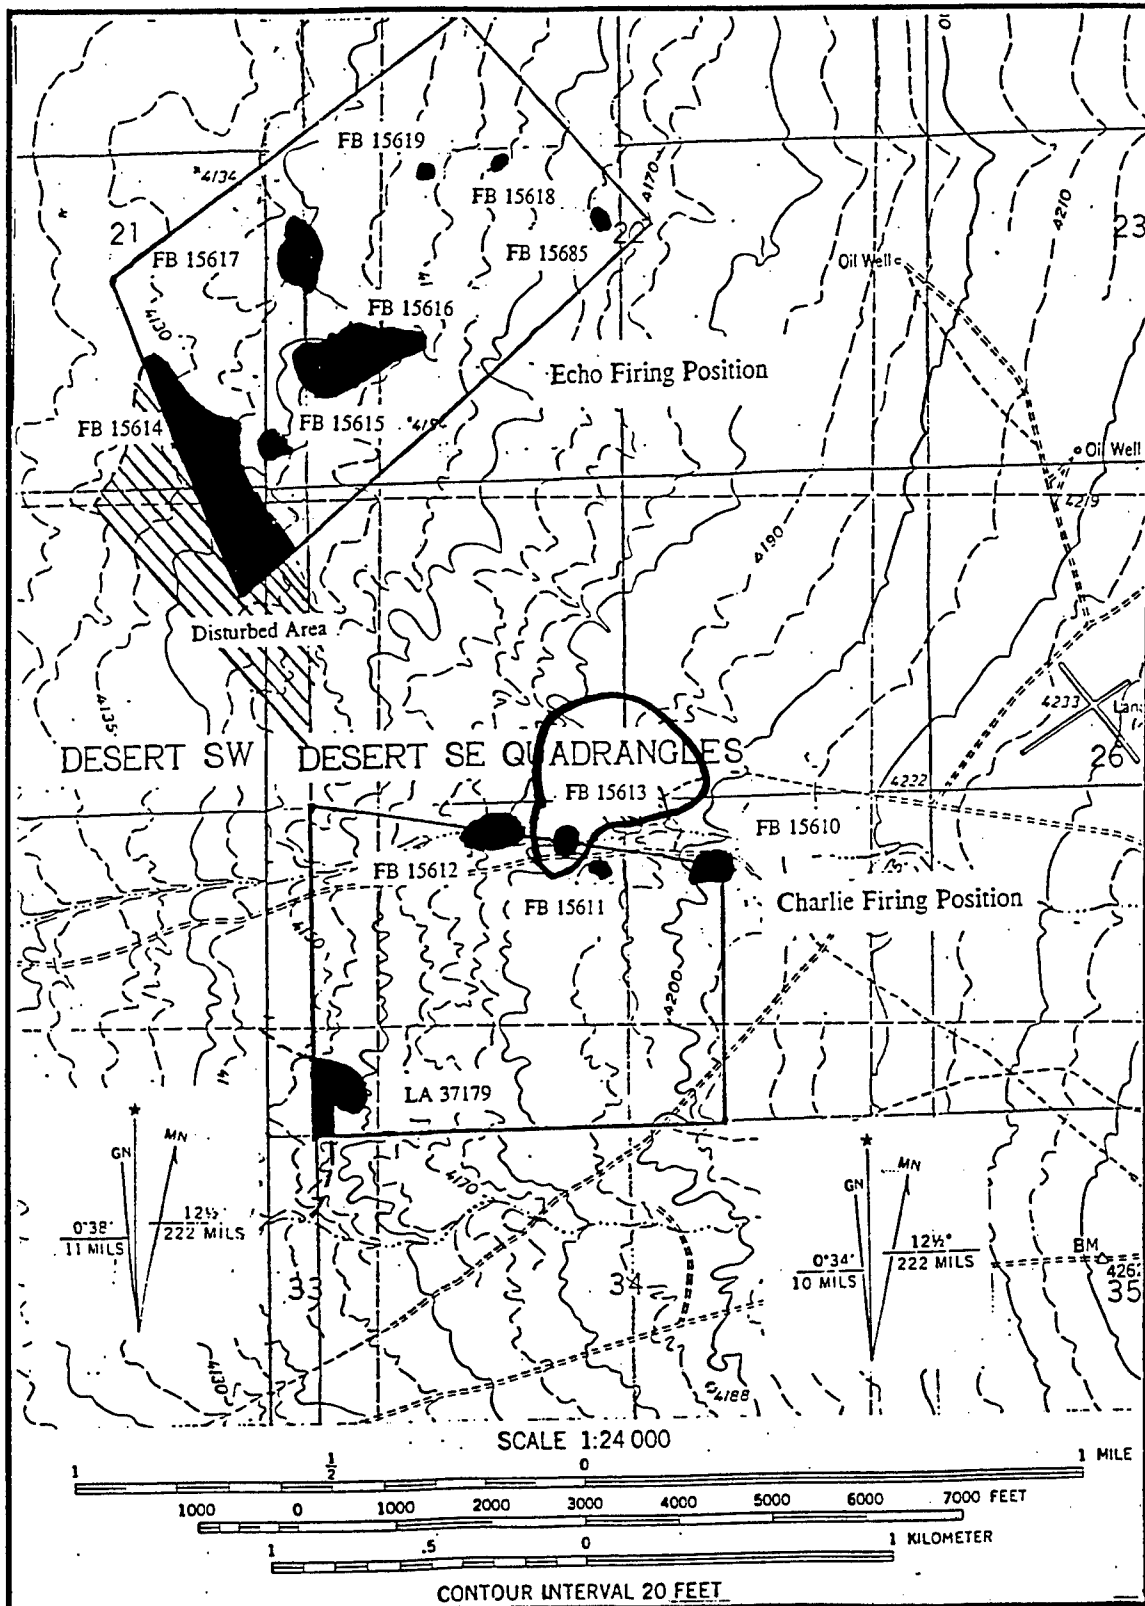 FB 15619
4134
FB 15618
4170
21
22
23
4210
FB 15617
FB 15685
Oil Well
FB 15616
4130
Echo Firing Position
FB 15614
FB 15615
Oil Well
4219
4190
Disturbed Area
4135
4233
DESERT SW DESERT SE QUADRANGLES
26
4222
FB 15613
FB 15610
FB 15612
FB 15611
Charlie Firing Position
4200
LA 37179
GN
MN
0°38'
11 MILS
12½°
222 MILS
4170
GN
MN
0°34'
10 MILS
12½°
222 MILS
BM
33
34
35
4130
4188
SCALE 1:24 000
1 ½ 0 1 MILE
1000 0 1000 2000 3000 4000 5000 6000 7000 FEET
1 .5 0 1 KILOMETER
CONTOUR INTERVAL 20 FEET